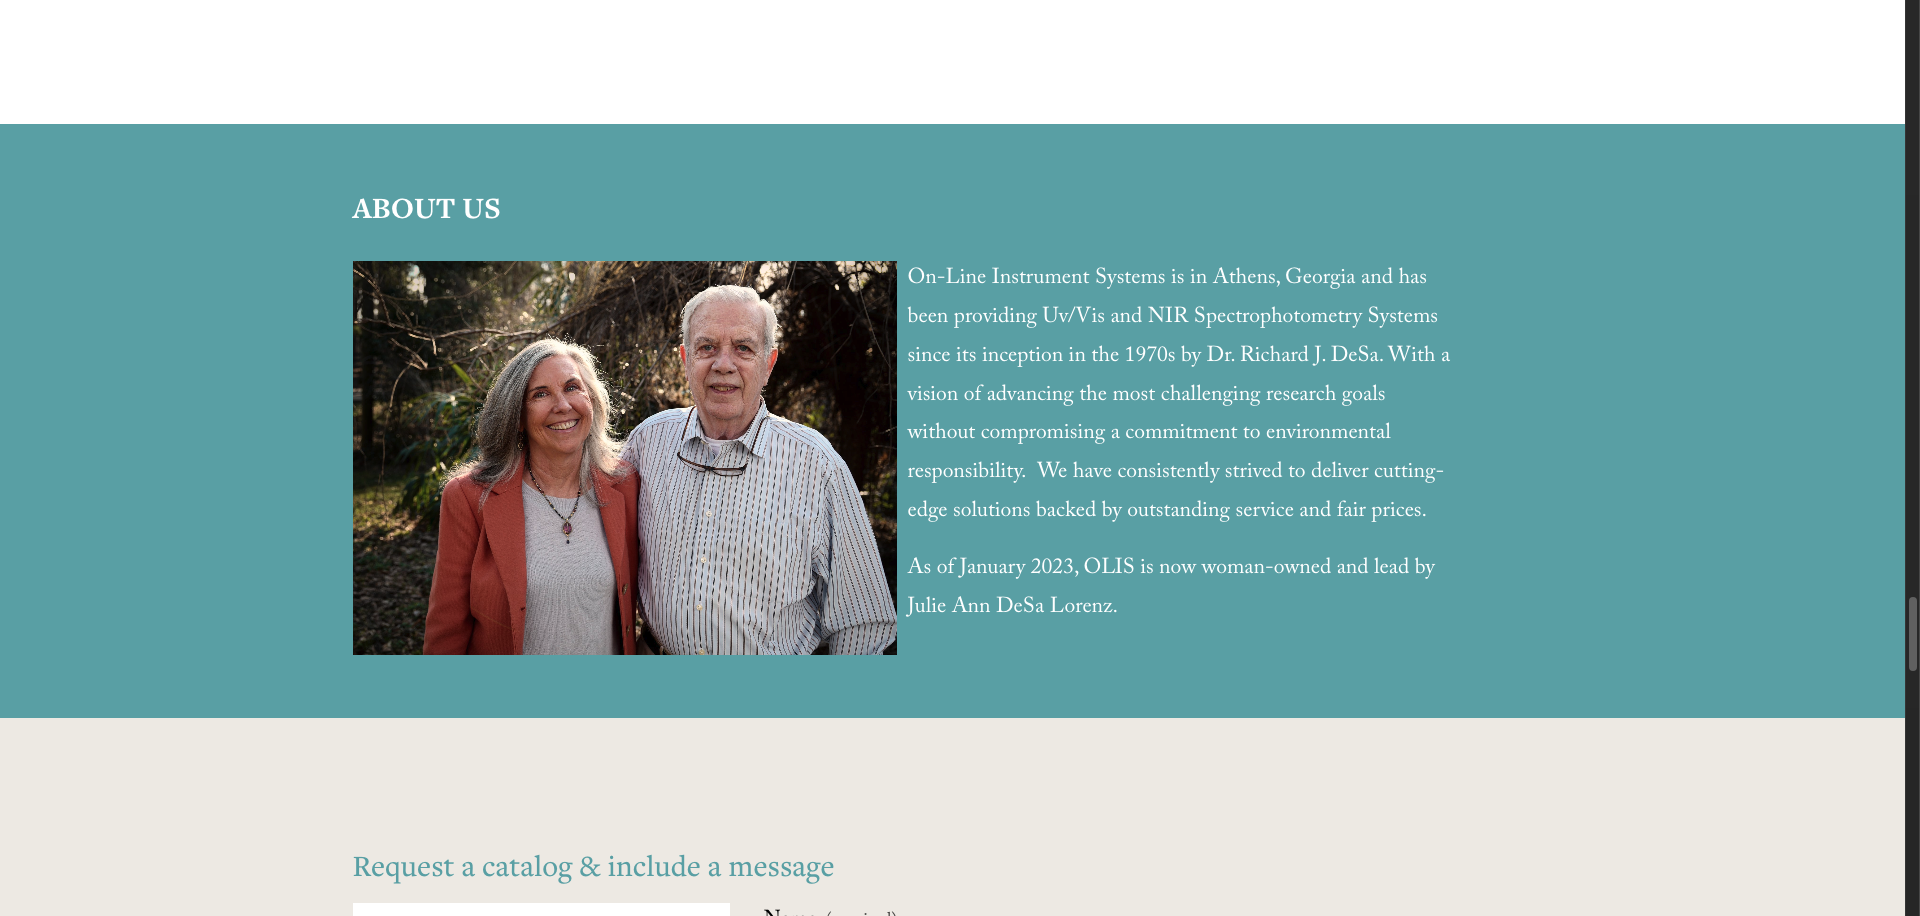 ABOUT US
On-Line Instrument Systems is in Athens, Georgia and has
been providing Uv/Vis and NIR Spectrophotometry Systems
since its inception in the 1970s by Dr. Richard J. DeSa. With a
vision of advancing the most challenging research goals
without compromising a commitment to environmental
responsibility.  We have consistently strived to deliver cutting-
edge solutions backed by outstanding service and fair prices.
As of January 2023, OLIS is now woman-owned and lead by
Julie Ann DeSa Lorenz.
Request a catalog & include a message
Name (required)